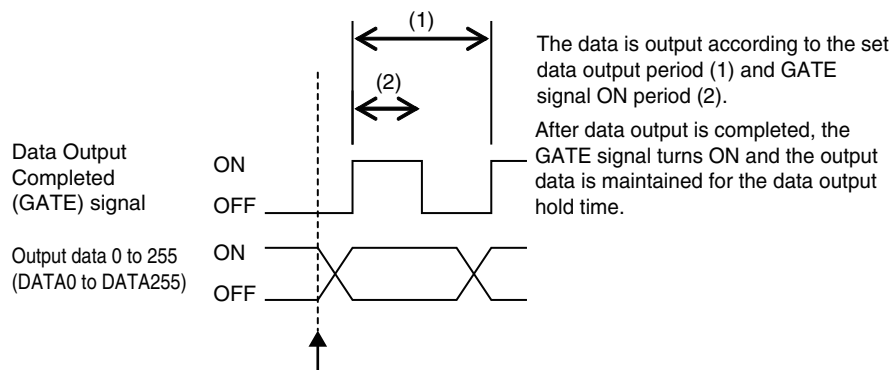 (1)
The data is output according to the set
data output period (1) and GATE
signal ON period (2).
(2)
After data output is completed, the
GATE signal turns ON and the output
data is maintained for the data output
hold time.
Data Output
Completed
(GATE) signal
ON
OFF
Output data 0 to 255
(DATA0 to DATA255)
ON
OFF